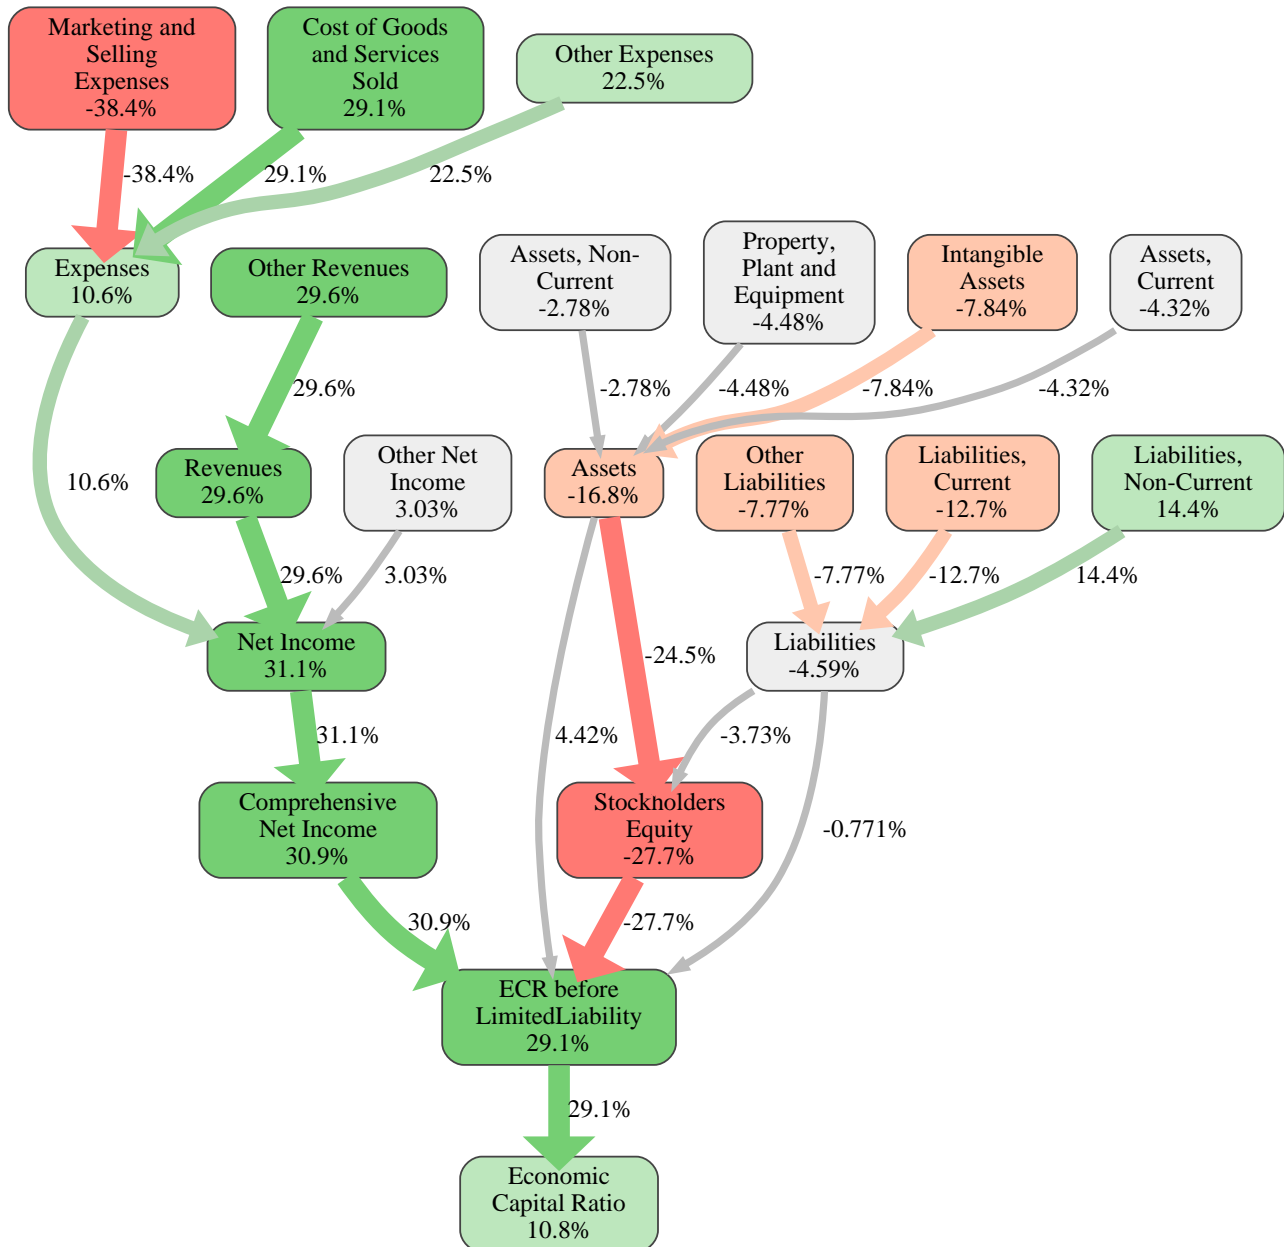 Marketing and
Selling
Expenses
-38.4%
Cost of Goods
and Services
Sold
29.1%
Other Expenses
22.5%
-38.4%
29.1%
22.5%
Expenses
10.6%
Other Revenues
29.6%
Assets, Non-
Current
-2.78%
Property,
Plant and
Equipment
-4.48%
Intangible
Assets
-7.84%
Assets,
Current
-4.32%
29.6%
-2.78%
-4.48%
-7.84%
-4.32%
10.6%
Revenues
29.6%
Other Net
Income
3.03%
Assets
-16.8%
Other
Liabilities
-7.77%
Liabilities,
Current
-12.7%
Liabilities,
Non-Current
14.4%
29.6%
3.03%
-7.77%
-12.7%
14.4%
Net Income
31.1%
-24.5%
Liabilities
-4.59%
31.1%
4.42%
-3.73%
Comprehensive
Net Income
30.9%
Stockholders
Equity
-27.7%
-0.771%
30.9%
-27.7%
ECR before
LimitedLiability
29.1%
29.1%
Economic
Capital Ratio
10.8%